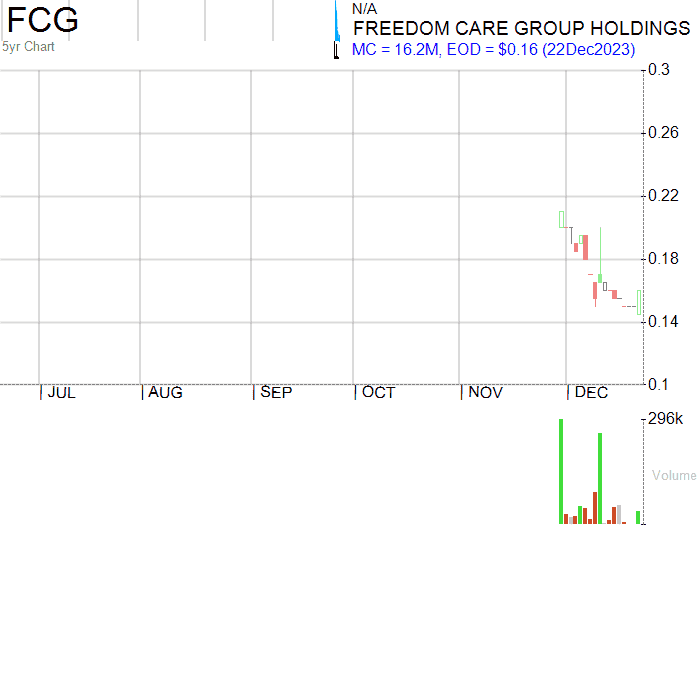 FCG
5yr Chart
N/A
FREEDOM CARE GROUP HOLDINGS
MC = 16.2M, EOD = $0.16 (22Dec2023)
0.3
0.26
0.22
0.18
0.14
0.1
JUL AUG SEP OCT NOV DEC
296k
Volume